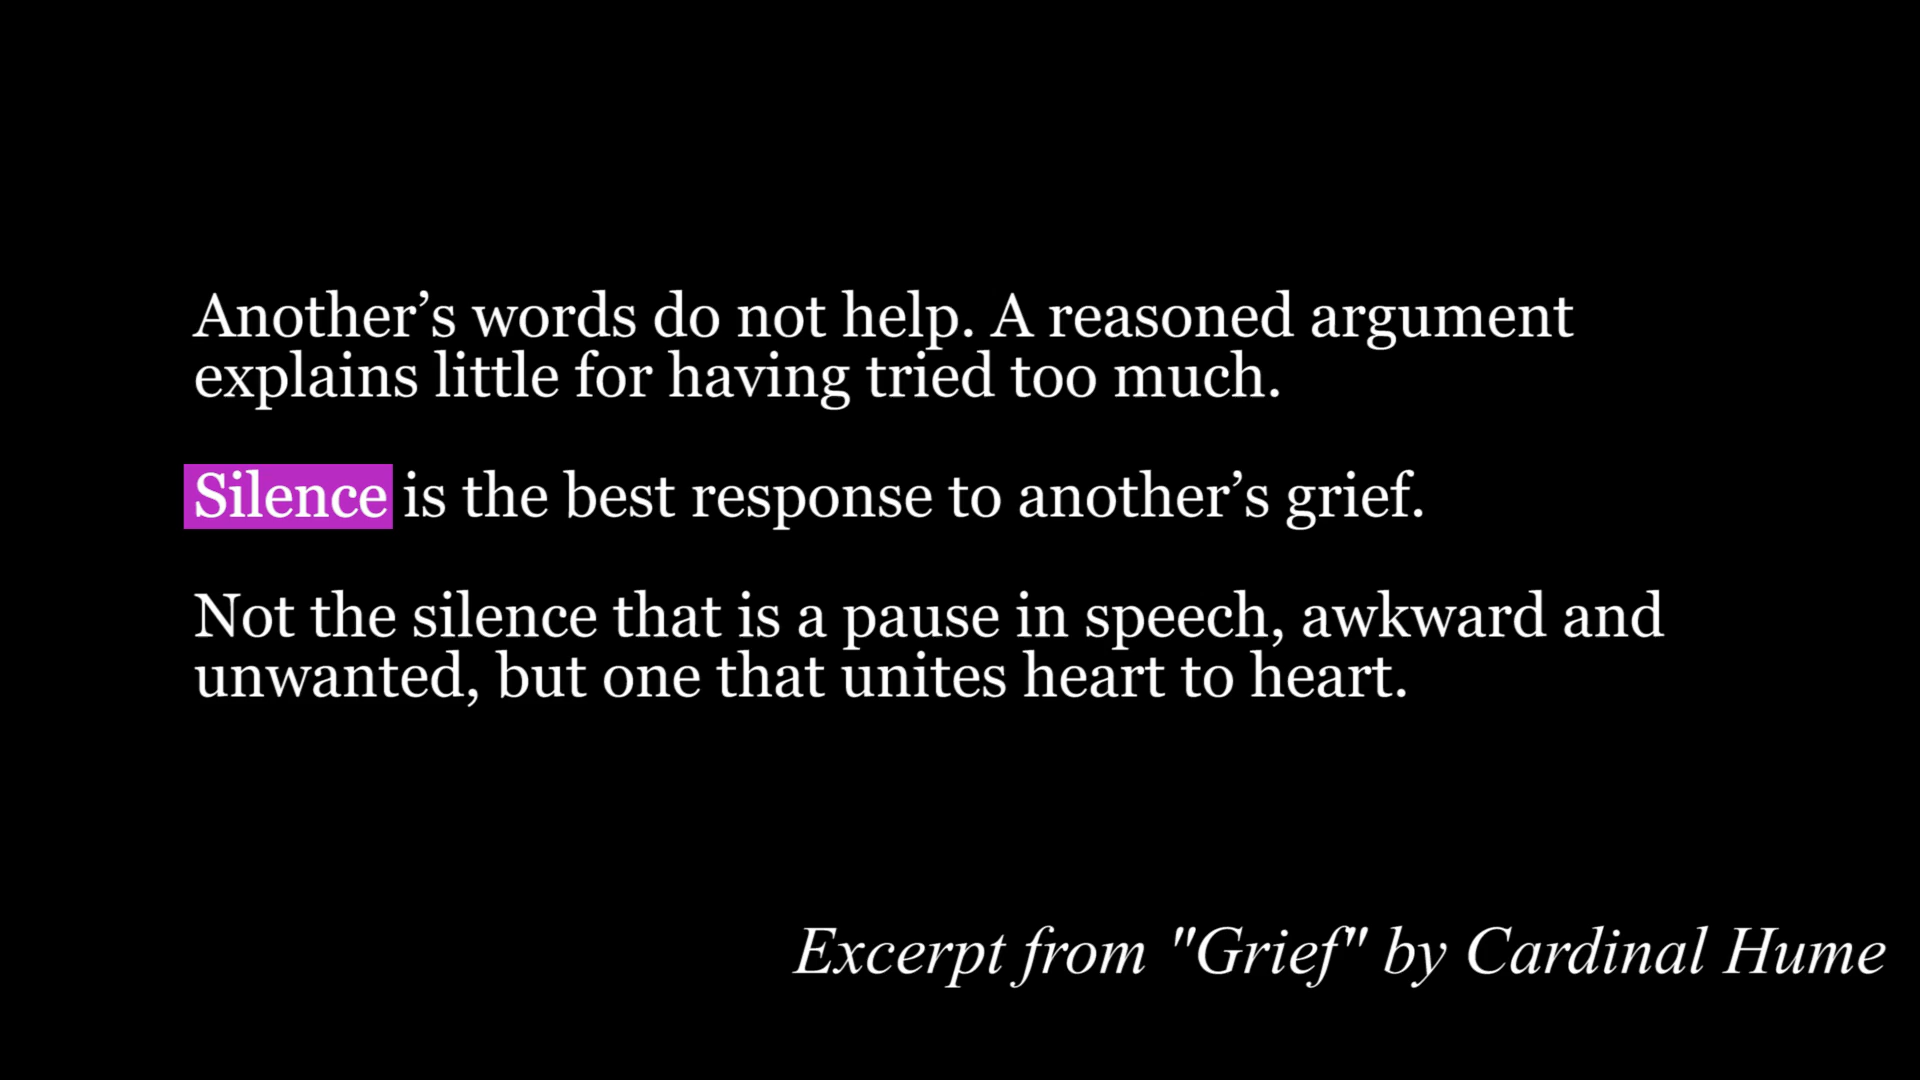 Another’s words do not help. A reasoned argument
explains little for having tried too much.
Silence is the best response to another’s grief.
Not the silence that is a pause in speech, awkward and
unwanted, but one that unites heart to heart.
Excerpt from "Grief" by Cardinal Hume